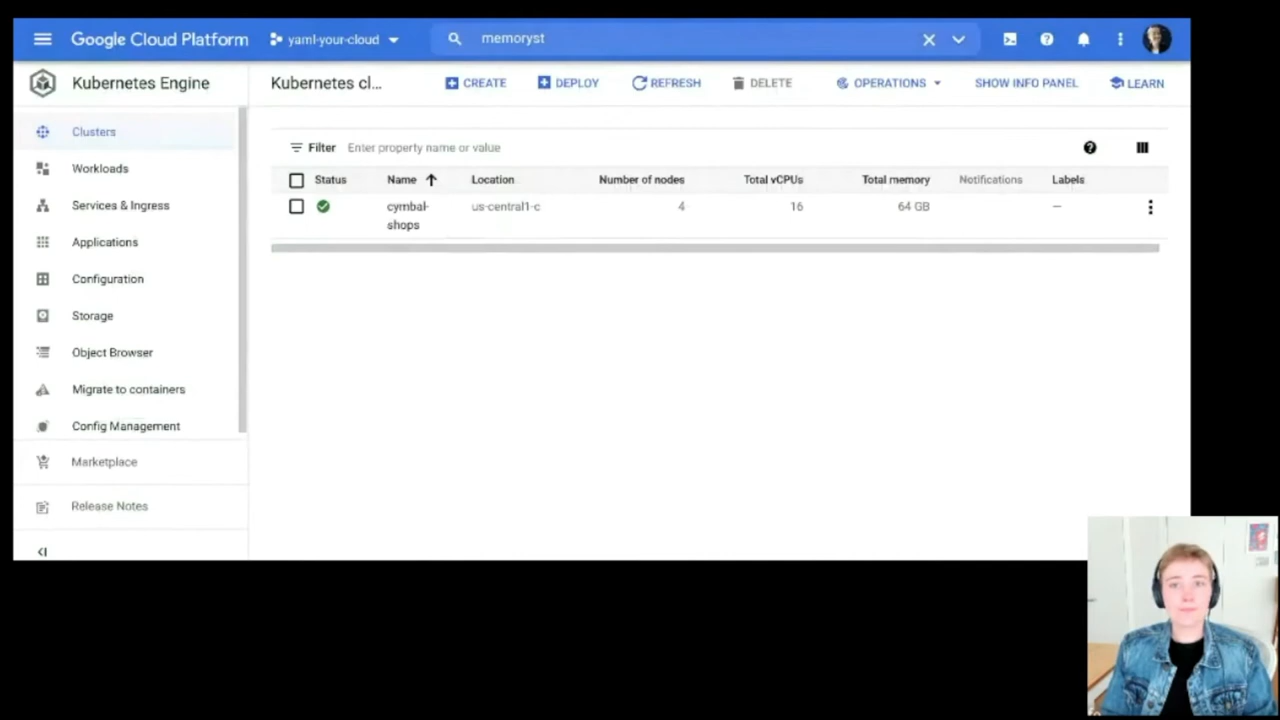 Google Cloud Platform
yaml-your-cloud
memoryst
Kubernetes Engine
Kubernetes cl...
CREATE
DEPLOY
REFRESH
DELETE
OPERATIONS
SHOW INFO PANEL
LEARN
Clusters
Workloads
Services & Ingress
Applications
Configuration
Storage
Object Browser
Migrate to containers
Config Management
Marketplace
Release Notes
Filter Enter property name or value
Status Name Location Number of nodes Total vCPUs Total memory Notifications Labels
cymbal-shops us-central1-c 4 16 64 GB —